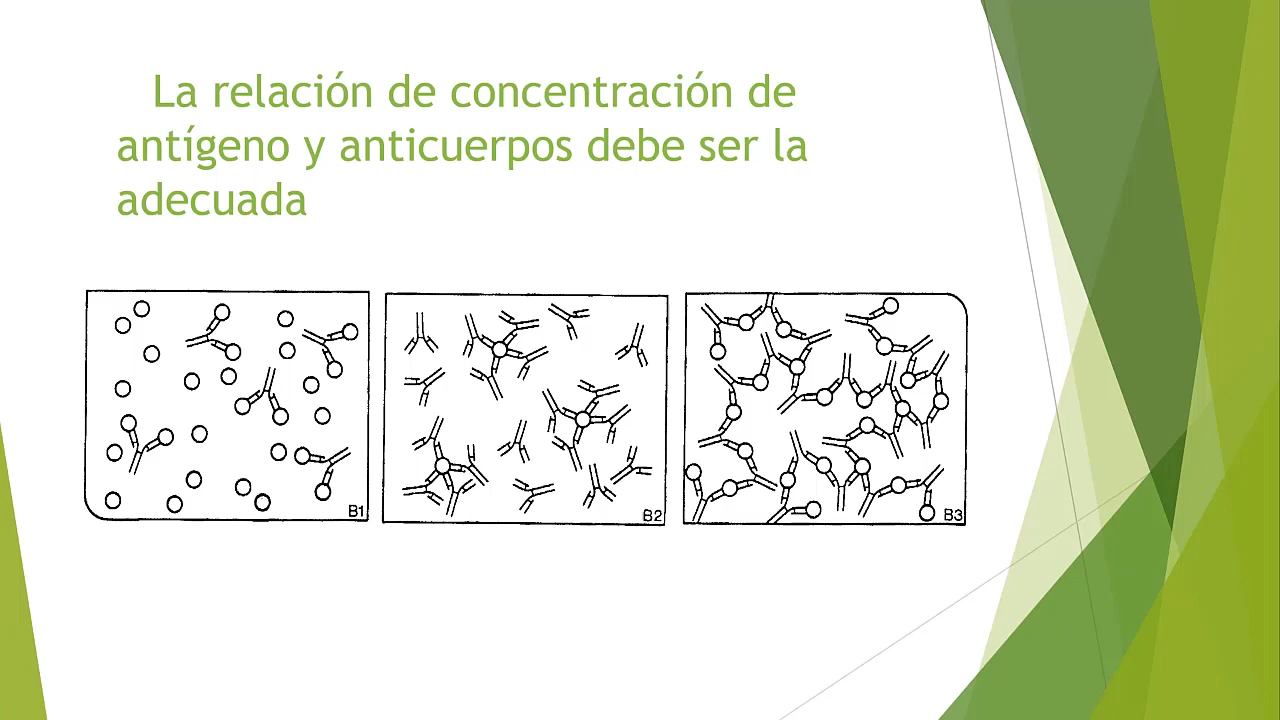 La relación de concentración de
antígeno y anticuerpos debe ser la
adecuada
B1
B2
B3